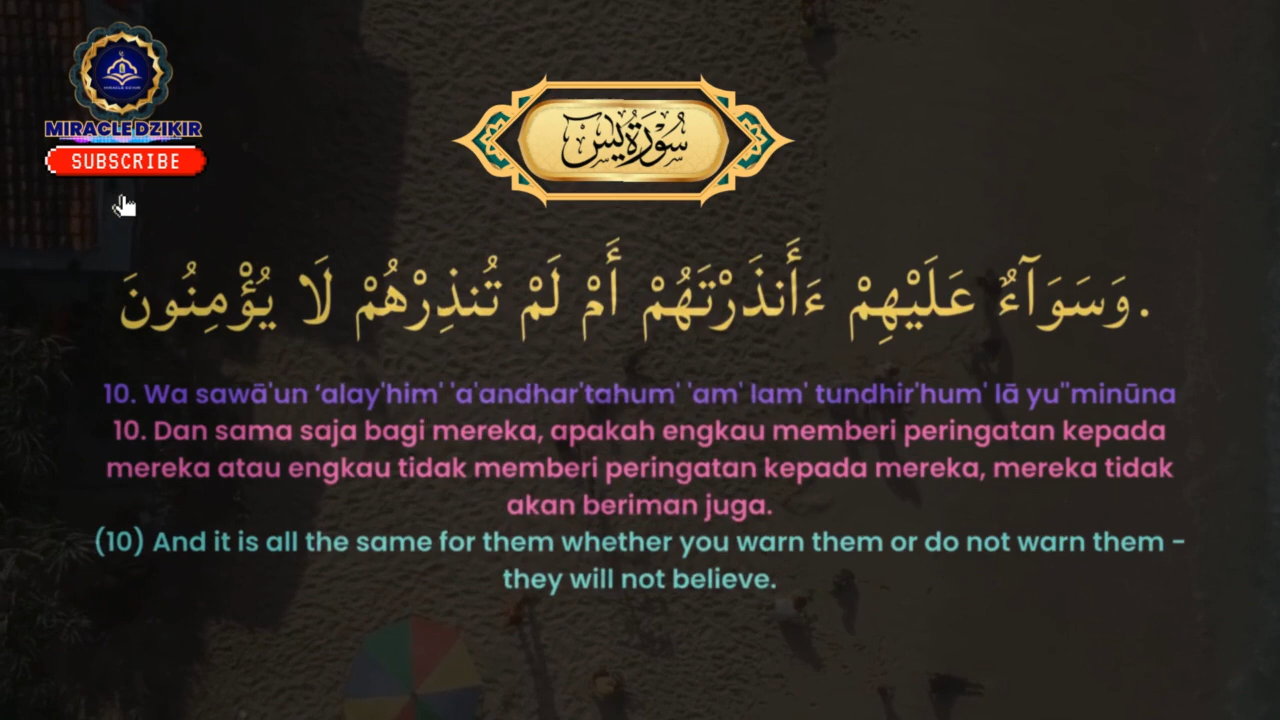 MIRACLE DZIKIR
SUBSCRIBE
سُورَةُ يس
.وَسَوَآءٌ عَلَيْهِمْ ءَأَنذَرْتَهُمْ أَمْ لَمْ تُنذِرْهُمْ لَا يُؤْمِنُونَ
10. Wa sawā'un ‘alay'him' 'a'andhar'tahum' 'am' lam' tundhir'hum' lā yu''minūna
10. Dan sama saja bagi mereka, apakah engkau memberi peringatan kepada
mereka atau engkau tidak memberi peringatan kepada mereka, mereka tidak
akan beriman juga.
(10) And it is all the same for them whether you warn them or do not warn them -
they will not believe.